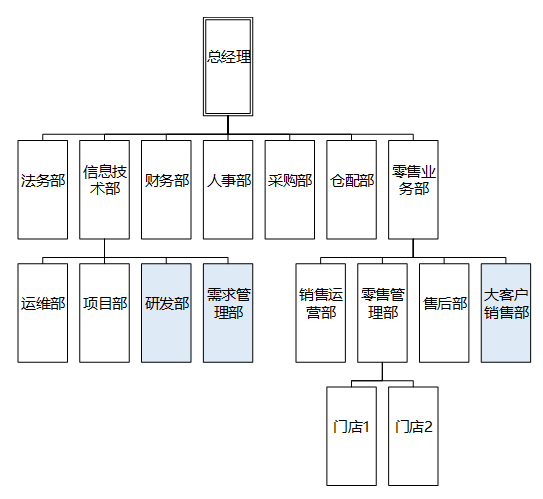 总经理
法务部
信息技
术部
财务部
人事部
采购部
仓配部
零售业
务部
运维部
项目部
研发部
需求管
理部
销售运
营部
零售管
理部
售后部
大客户
销售部
门店1
门店2